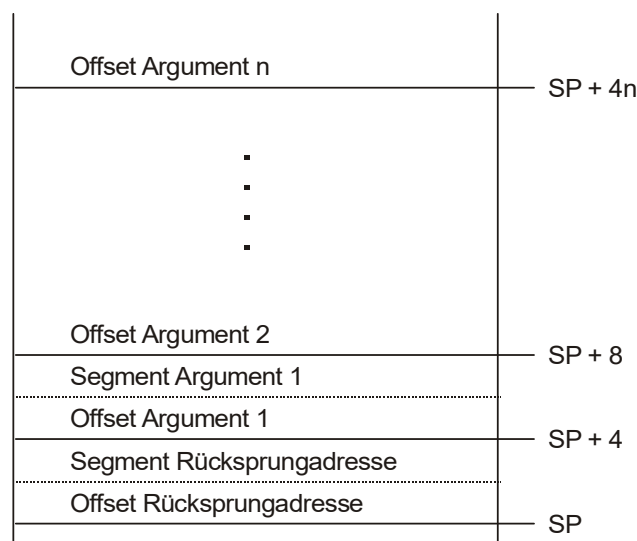 Offset Argument n
SP + 4n
Offset Argument 2
SP + 8
Segment Argument 1
Offset Argument 1
SP + 4
Segment Rücksprungadresse
Offset Rücksprungadresse
SP